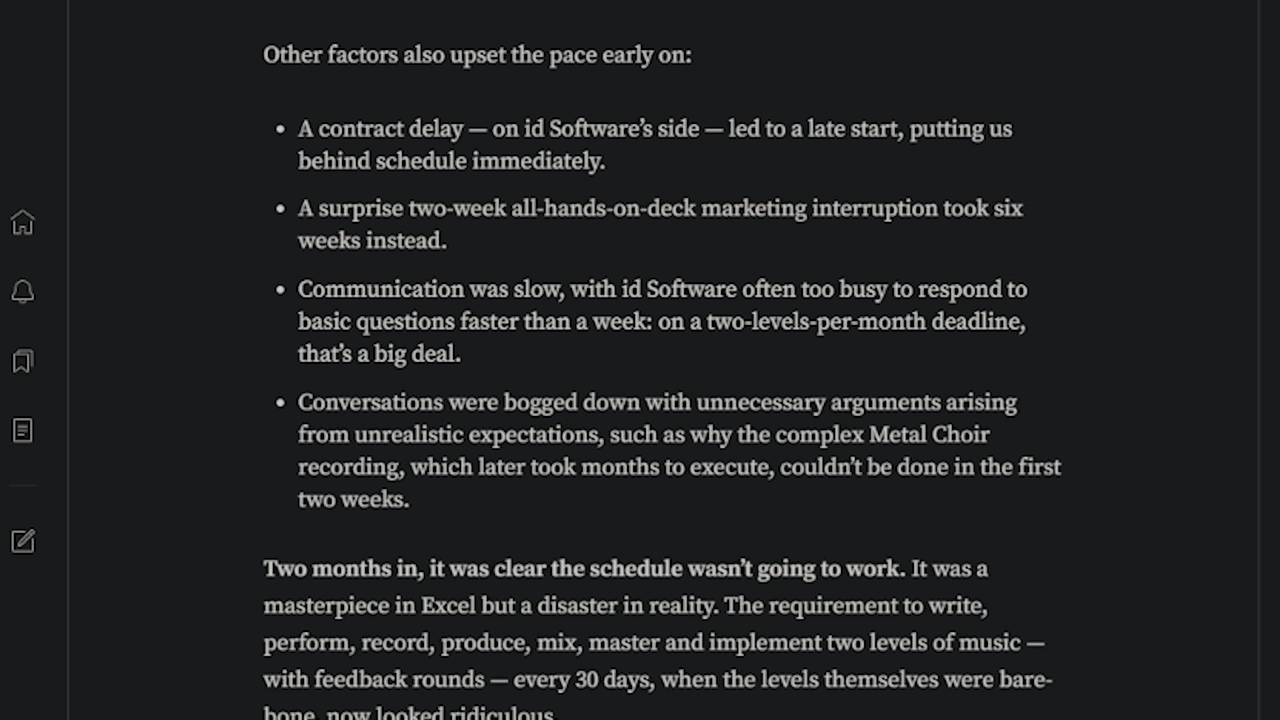 Other factors also upset the pace early on:
• A contract delay — on id Software’s side — led to a late start, putting us
behind schedule immediately.
• A surprise two-week all-hands-on-deck marketing interruption took six
weeks instead.
• Communication was slow, with id Software often too busy to respond to
basic questions faster than a week: on a two-levels-per-month deadline,
that’s a big deal.
• Conversations were bogged down with unnecessary arguments arising
from unrealistic expectations, such as why the complex Metal Choir
recording, which later took months to execute, couldn’t be done in the first
two weeks.
Two months in, it was clear the schedule wasn’t going to work. It was a
masterpiece in Excel but a disaster in reality. The requirement to write,
perform, record, produce, mix, master and implement two levels of music —
with feedback rounds — every 30 days, when the levels themselves were bare-
bone, now looked ridiculous.